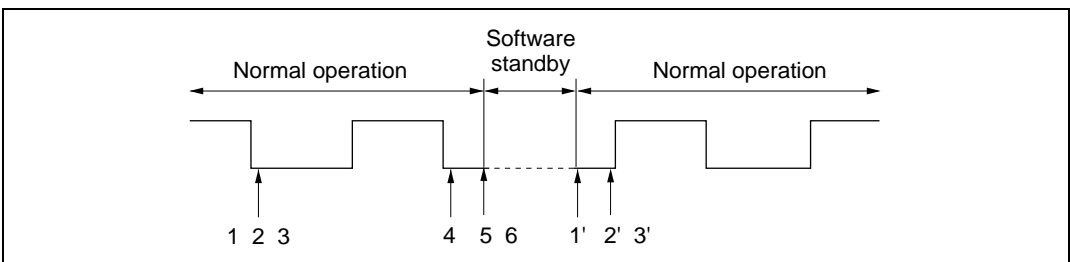 Software
standby
Normal operation
Normal operation
1 2 3 4 5 6 1' 2' 3'